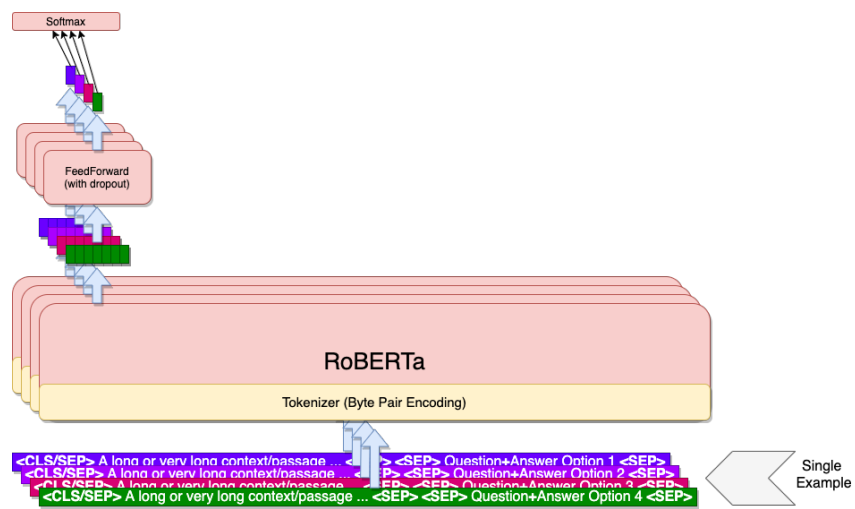 Softmax
FeedForward
(with dropout)
RoBERTa
Tokenizer (Byte Pair Encoding)
<CLS/SEP> A long or very long context/passage ... <SEP> Question+Answer Option 1 <SEP>
<CLS/SEP> A long or very long context/passage ... <SEP> Question+Answer Option 2 <SEP>
<CLS/SEP> A long or very long context/passage ... <SEP> Question+Answer Option 3 <SEP>
<CLS/SEP> A long or very long context/passage ... <SEP> <SEP> Question+Answer Option 4 <SEP>
Single
Example